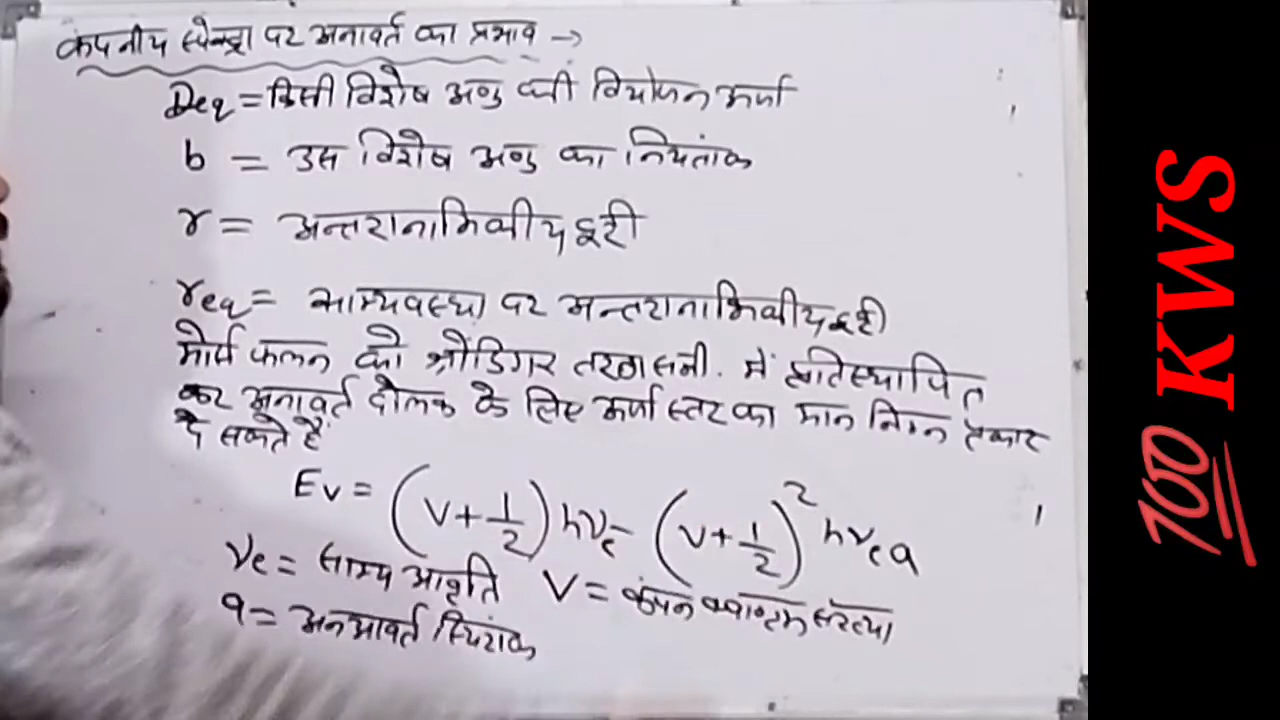 कंपनीय स्पेक्ट्रा पर अनावर्त का प्रभाव →
Deq = किसी विशेष अणु की वियोजन ऊर्जा
b = उस विशेष अणु का नियतांक
r = अन्तरानाभिकीय दूरी
req = साम्यवस्था पर अन्तरानाभिकीय दूरी
मोर्स फलन को श्रोडिंगर तरंग समी. में प्रतिस्थापित
कर अनावर्त दोलक के लिए ऊर्जा स्तर का मान निम्न प्रकार
दे सकते हैं
Ev = (v+1/2)hνe - (v+1/2)² hνe a
νe = साम्य आवृति V = कंपन क्वान्टम संख्या
a = अनआवर्त स्थिरांक
100 KWS